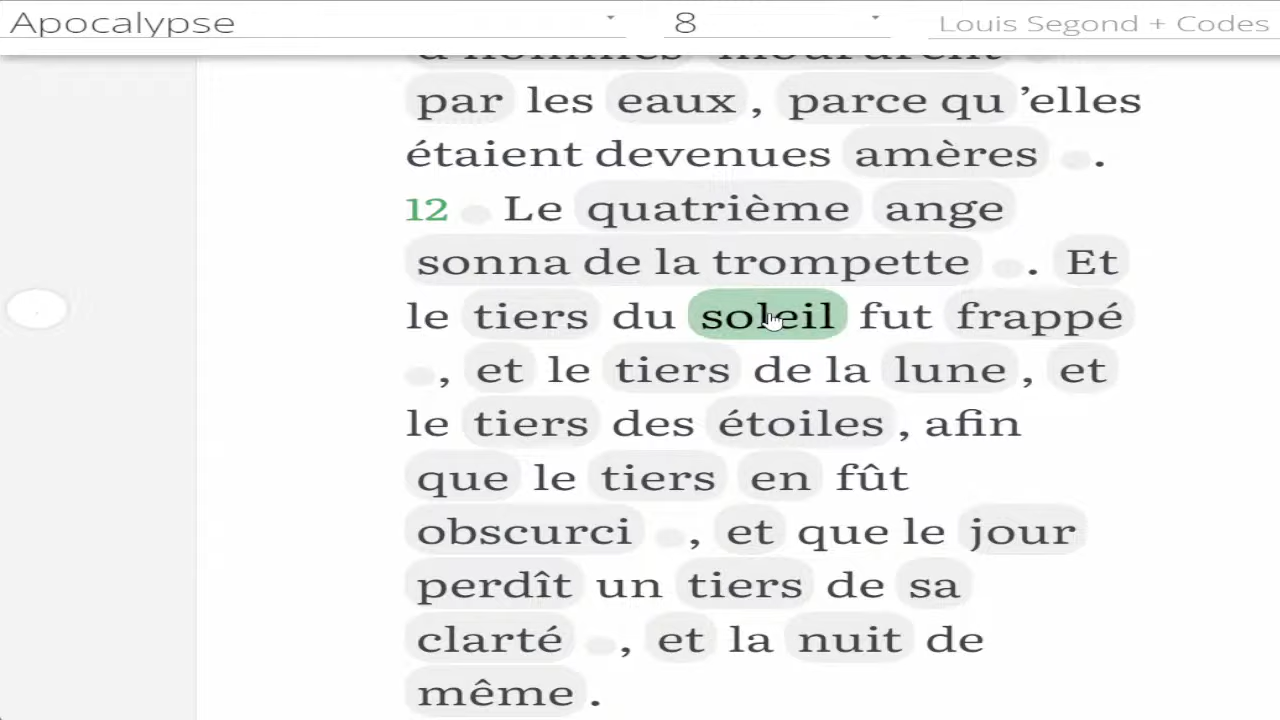 Apocalypse 8 Louis Segond + Codes
d'hommes moururent
par les eaux, parce qu'elles
étaient devenues amères.
12 Le quatrième ange
sonna de la trompette. Et
le tiers du soleil fut frappé
, et le tiers de la lune, et
le tiers des étoiles, afin
que le tiers en fût
obscurci, et que le jour
perdît un tiers de sa
clarté, et la nuit de
même.